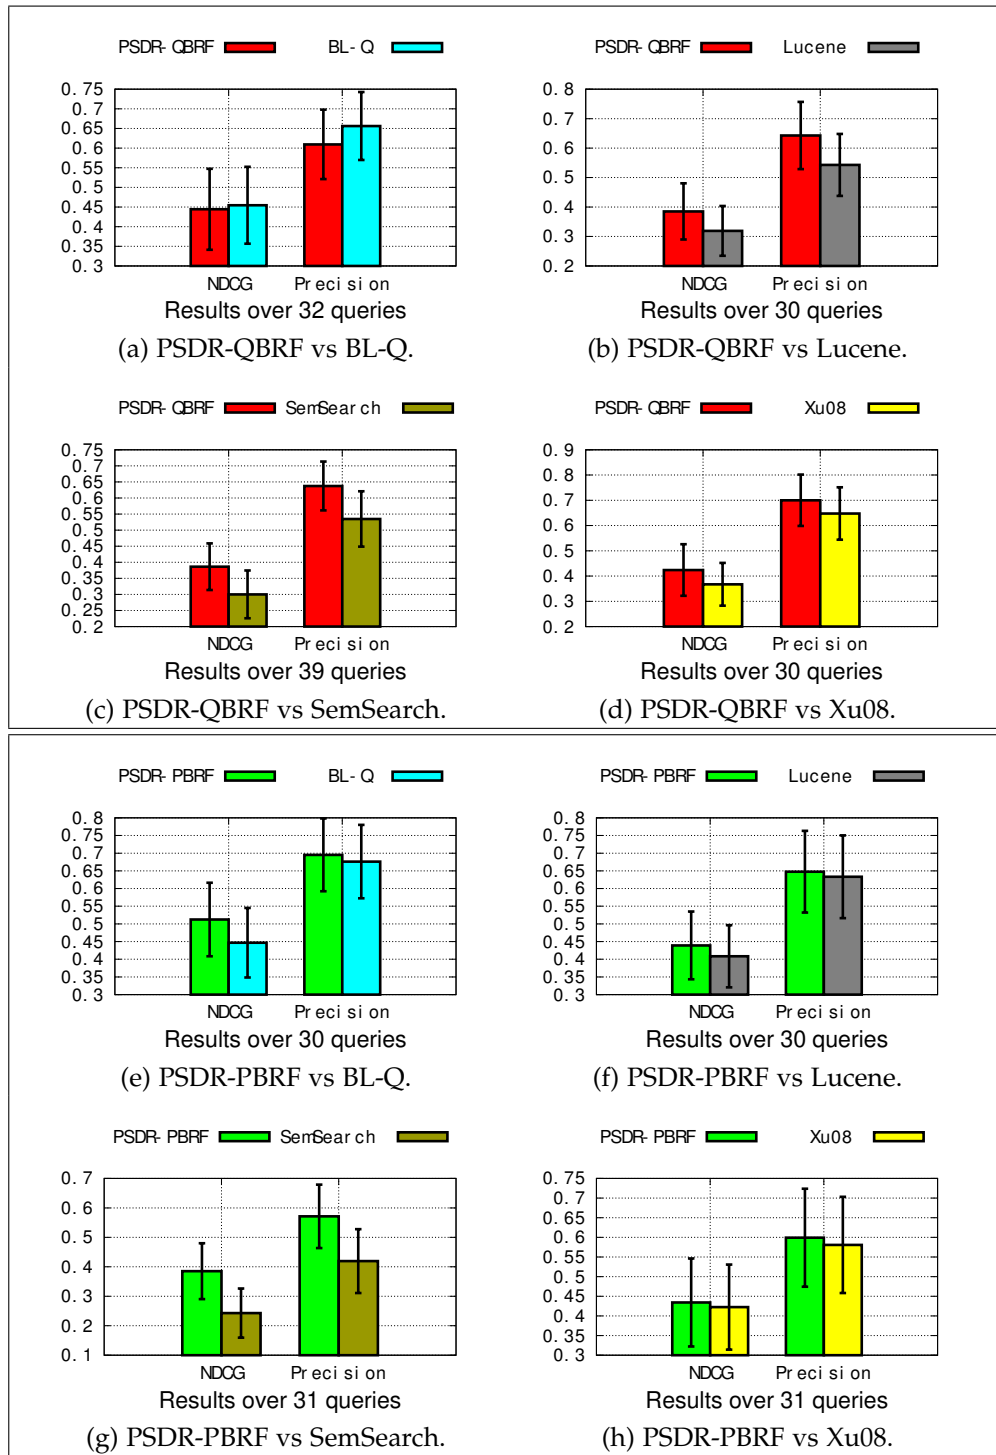 PSDR-QBRF BL-Q
0.75
0.7
0.65
0.6
0.55
0.5
0.45
0.4
0.35
0.3
NDCG Precision
Results over 32 queries
(a) PSDR-QBRF vs BL-Q.
PSDR-QBRF Lucene
0.8
0.7
0.6
0.5
0.4
0.3
0.2
NDCG Precision
Results over 30 queries
(b) PSDR-QBRF vs Lucene.
PSDR-QBRF SemSearch
0.75
0.7
0.65
0.6
0.55
0.5
0.45
0.4
0.35
0.3
0.25
0.2
NDCG Precision
Results over 39 queries
(c) PSDR-QBRF vs SemSearch.
PSDR-QBRF Xu08
0.9
0.8
0.7
0.6
0.5
0.4
0.3
0.2
NDCG Precision
Results over 30 queries
(d) PSDR-QBRF vs Xu08.
PSDR-PBRF BL-Q
0.8
0.75
0.7
0.65
0.6
0.55
0.5
0.45
0.4
0.35
0.3
NDCG Precision
Results over 30 queries
(e) PSDR-PBRF vs BL-Q.
PSDR-PBRF Lucene
0.8
0.75
0.7
0.65
0.6
0.55
0.5
0.45
0.4
0.35
0.3
NDCG Precision
Results over 30 queries
(f) PSDR-PBRF vs Lucene.
PSDR-PBRF SemSearch
0.7
0.6
0.5
0.4
0.3
0.2
0.1
NDCG Precision
Results over 31 queries
(g) PSDR-PBRF vs SemSearch.
PSDR-PBRF Xu08
0.75
0.7
0.65
0.6
0.55
0.5
0.45
0.4
0.35
0.3
NDCG Precision
Results over 31 queries
(h) PSDR-PBRF vs Xu08.